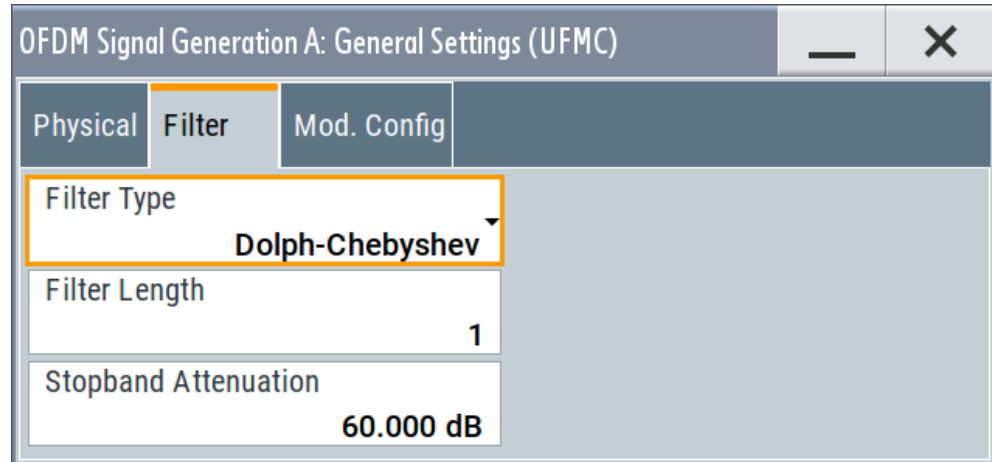 OFDM Signal Generation A: General Settings (UFMC)
Physical Filter Mod. Config
Filter Type
Dolph-Chebyshev
Filter Length
1
Stopband Attenuation
60.000 dB